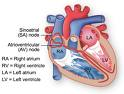 Sinoatrial
(SA) node
Atrioventricular
(AV) node
RA = Right atrium
RV = Right ventricle
LA = Left atrium
LV = Left ventricle
LA
RA
RV
LV